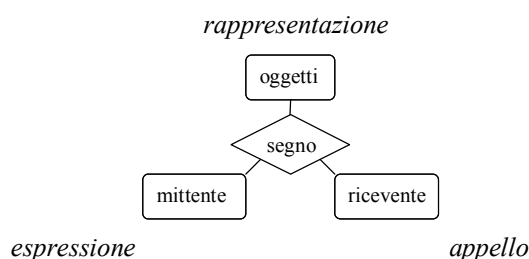 rappresentazione
oggetti
segno
mittente
ricevente
espressione
appello